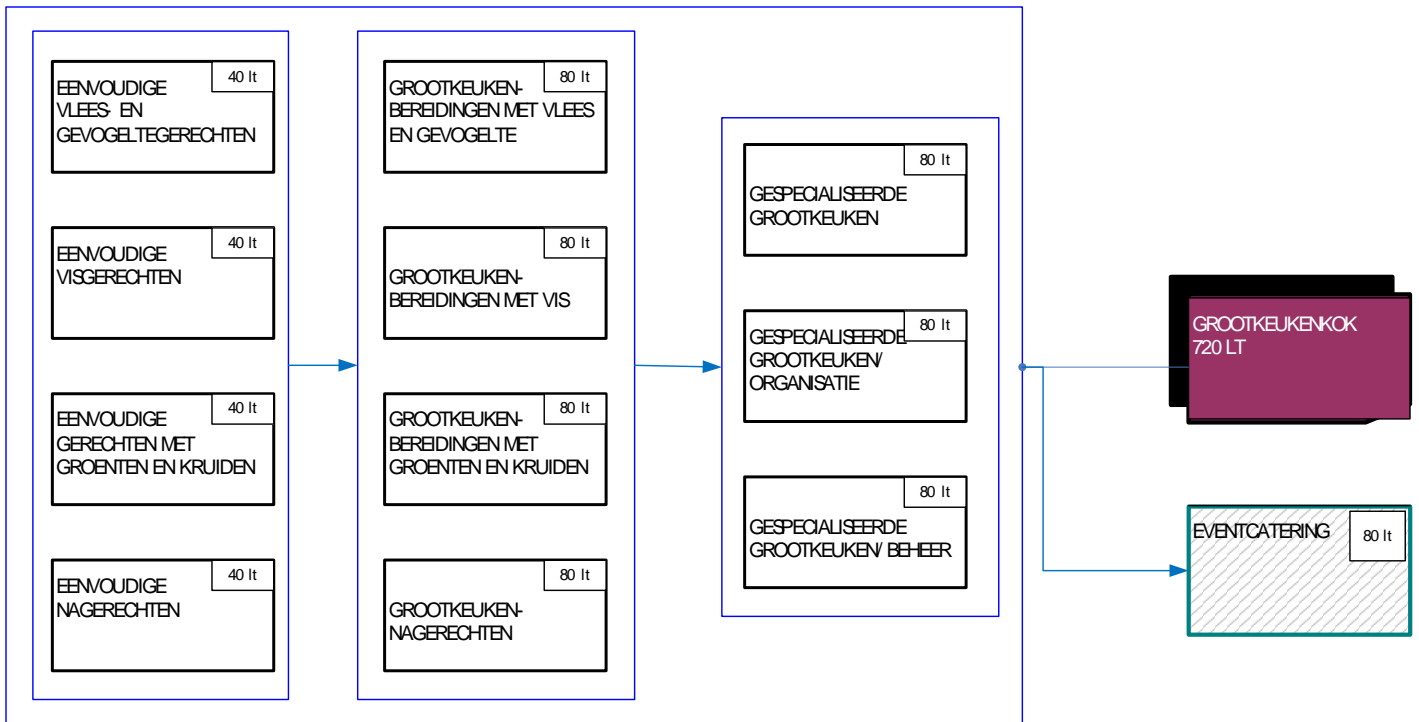 40 lt
EENVOUDIGE
VLEES- EN
GEVOGELTEGERECHTEN
40 lt
EENVOUDIGE
VISGERECHTEN
40 lt
EENVOUDIGE
GERECHTEN MET
GROENTEN EN KRUIDEN
40 lt
EENVOUDIGE
NAGERECHTEN
80 lt
GROOTKEUKEN-
BEREIDINGEN MET VLEES
EN GEVOGELTE
80 lt
GROOTKEUKEN-
BEREIDINGEN MET VIS
80 lt
GROOTKEUKEN-
BEREIDINGEN MET
GROENTEN EN KRUIDEN
80 lt
GROOTKEUKEN-
NAGERECHTEN
80 lt
GESPECIALISEERDE
GROOTKEUKEN
80 lt
GESPECIALISEERDE
GROOTKEUKEN/
ORGANISATIE
80 lt
GESPECIALISEERDE
GROOTKEUKEN/ BEHEER
GROOTKEUKENKOK
720 LT
EVENTCATERING
80 lt